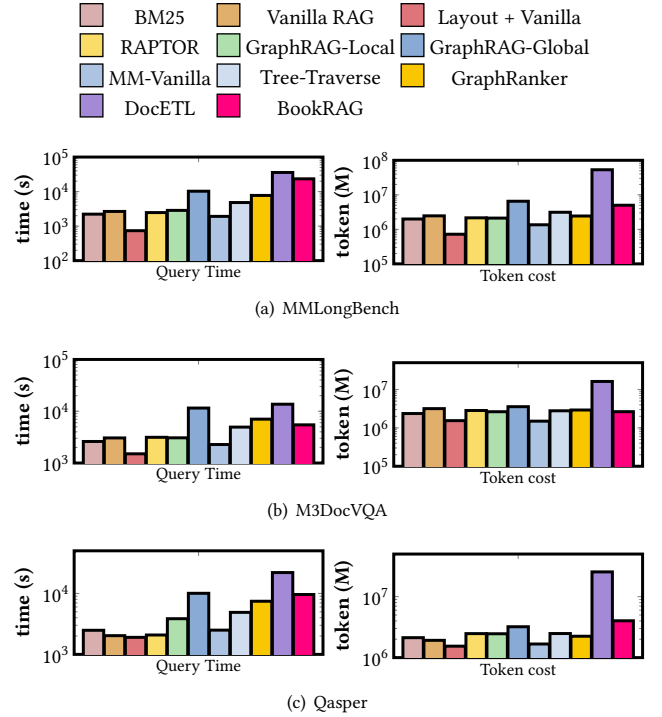 BM25 Vanilla RAG Layout + Vanilla
RAPTOR GraphRAG-Local GraphRAG-Global
MM-Vanilla Tree-Traverse GraphRanker
DocETL BookRAG
time (s)
10^5
10^4
10^3
10^2
Query Time
token (M)
10^8
10^7
10^6
10^5
Token cost
(a) MMLongBench
time (s)
10^5
10^4
10^3
Query Time
token (M)
10^7
10^6
10^5
Token cost
(b) M3DocVQA
time (s)
10^4
10^3
Query Time
token (M)
10^7
10^6
Token cost
(c) Qasper